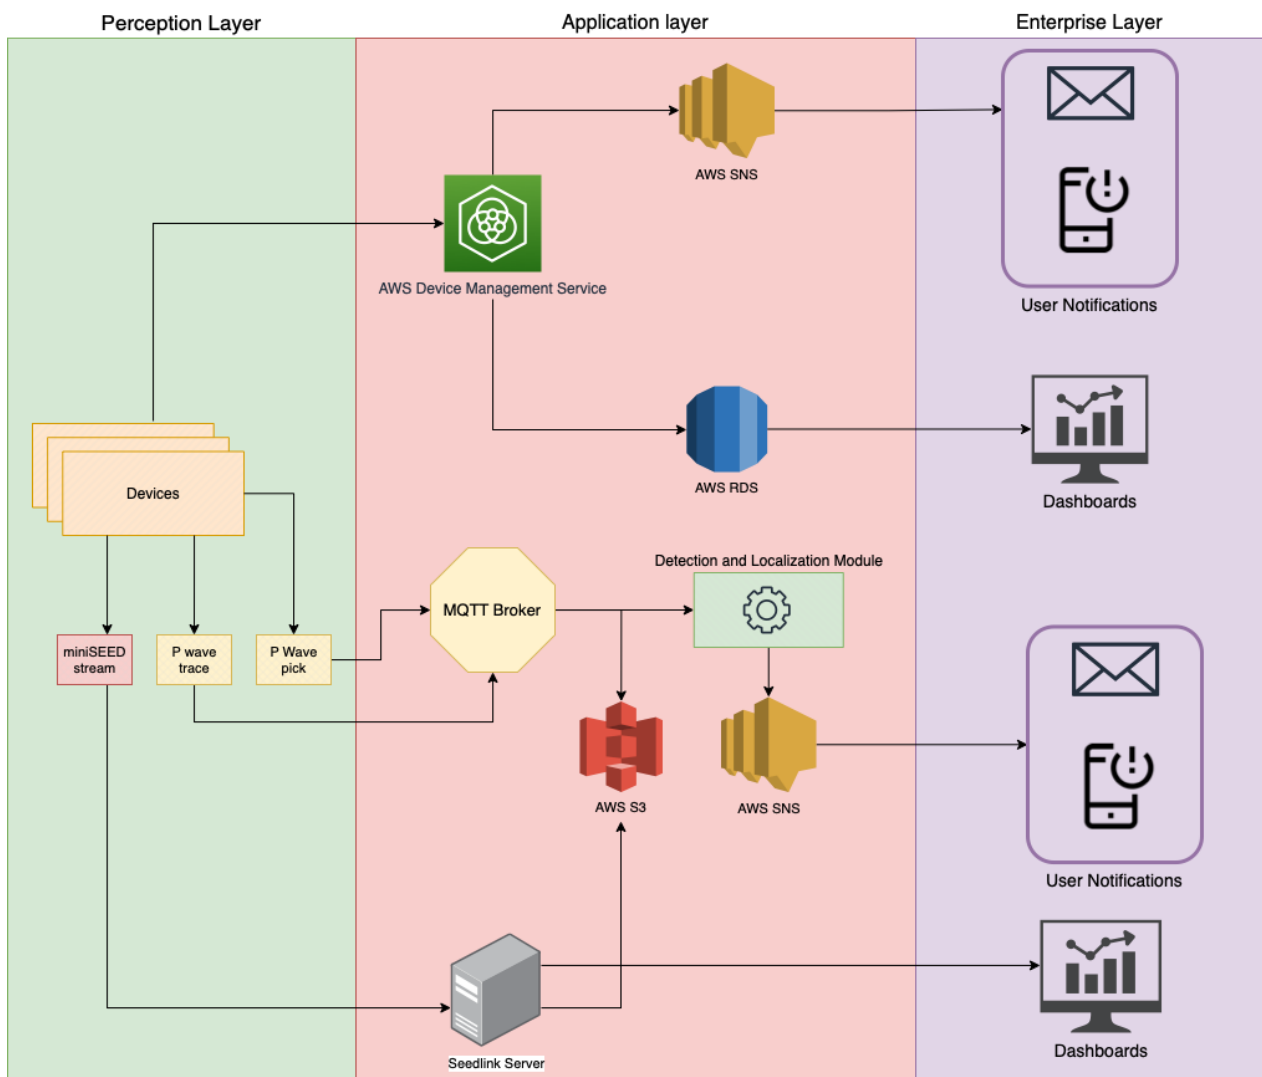 Perception Layer
Application layer
Enterprise Layer
AWS SNS
AWS Device Management Service
User Notifications
AWS RDS
Dashboards
Devices
Detection and Localization Module
MQTT Broker
miniSEED
stream
P wave
trace
P Wave
pick
AWS S3
AWS SNS
User Notifications
Seedlink Server
Dashboards